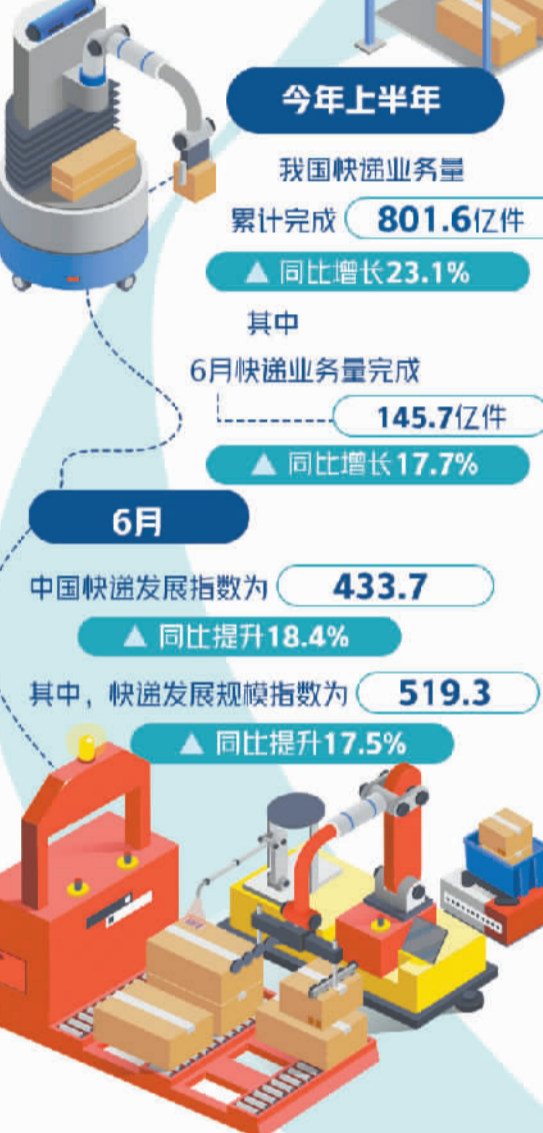 今年上半年
我国快递业务量
累计完成 801.6亿件
▲ 同比增长23.1%
其中
6月快递业务量完成
145.7亿件
▲ 同比增长17.7%
6月
中国快递发展指数为 433.7
▲ 同比提升18.4%
其中，快递发展规模指数为 519.3
▲ 同比提升17.5%